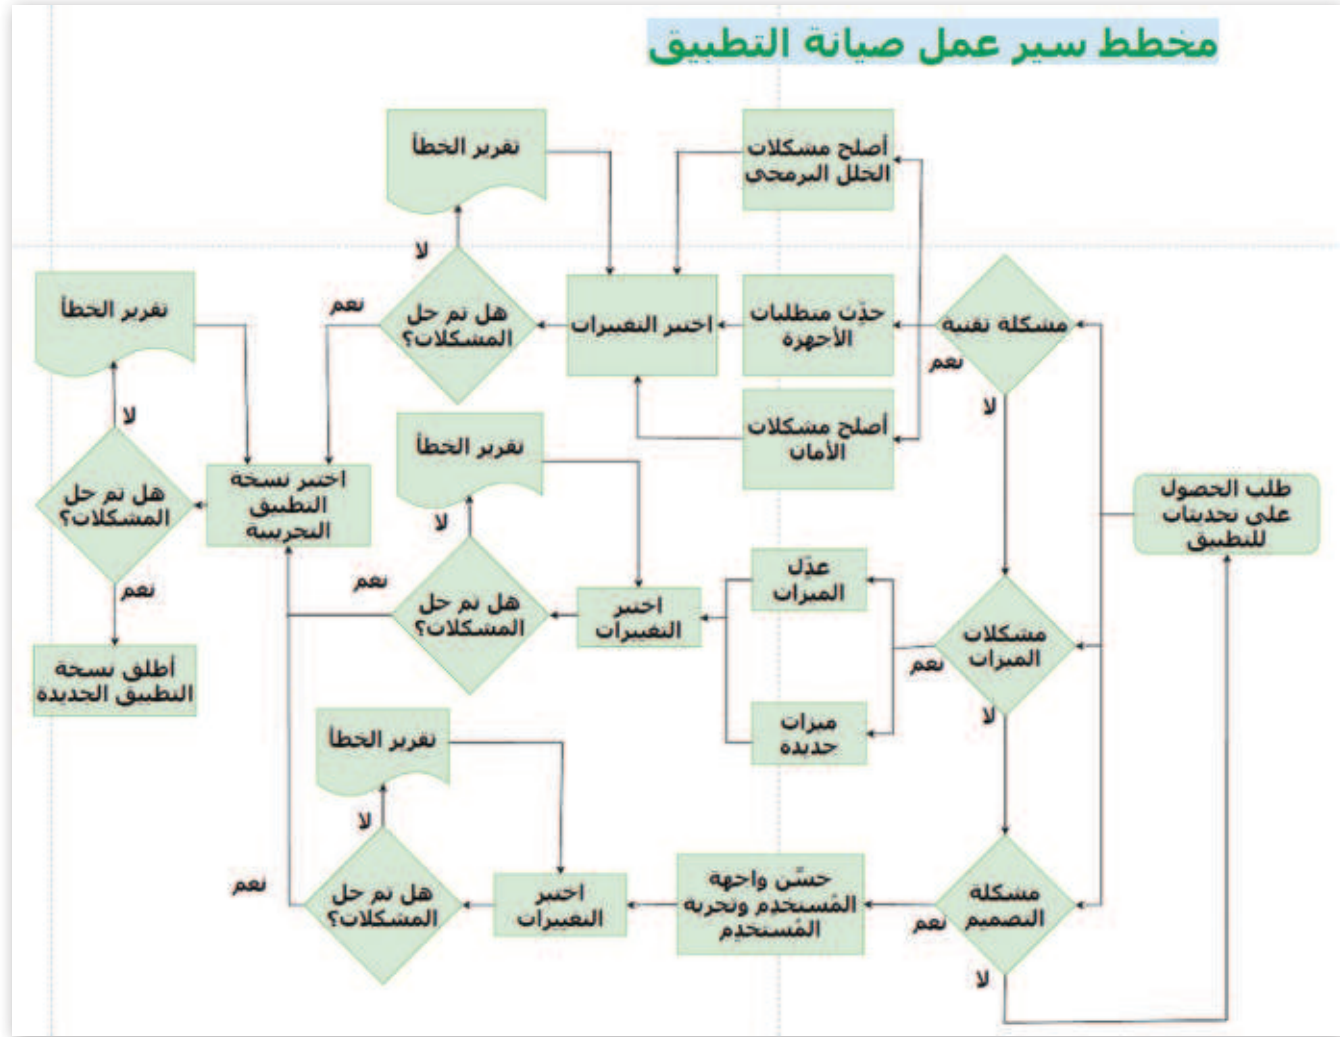 مخطط سير عمل صيانة التطبيق
طلب الحصول
على تحديثات
للتطبيق
مشكلة تقنية
نعم
لا
أصلح مشكلات
الخلل البرمجي
حدِّث متطلبات
الأجهزة
أصلح مشكلات
الأمان
اختبر التغييرات
هل تم حل
المشكلات؟
لا
تقرير الخطأ
نعم
مشكلات
الميزات
نعم
لا
عدِّل
الميزات
ميزات
جديدة
اختبر
التغييرات
هل تم حل
المشكلات؟
لا
تقرير الخطأ
نعم
مشكلة
التصميم
نعم
لا
حسِّن واجهة
المُستخدِم وتجربة
المُستخدِم
اختبر
التغييرات
هل تم حل
المشكلات؟
لا
تقرير الخطأ
نعم
اختبر نسخة
التطبيق
التجريبية
هل تم حل
المشكلات؟
لا
تقرير الخطأ
نعم
أطلق نسخة
التطبيق الجديدة